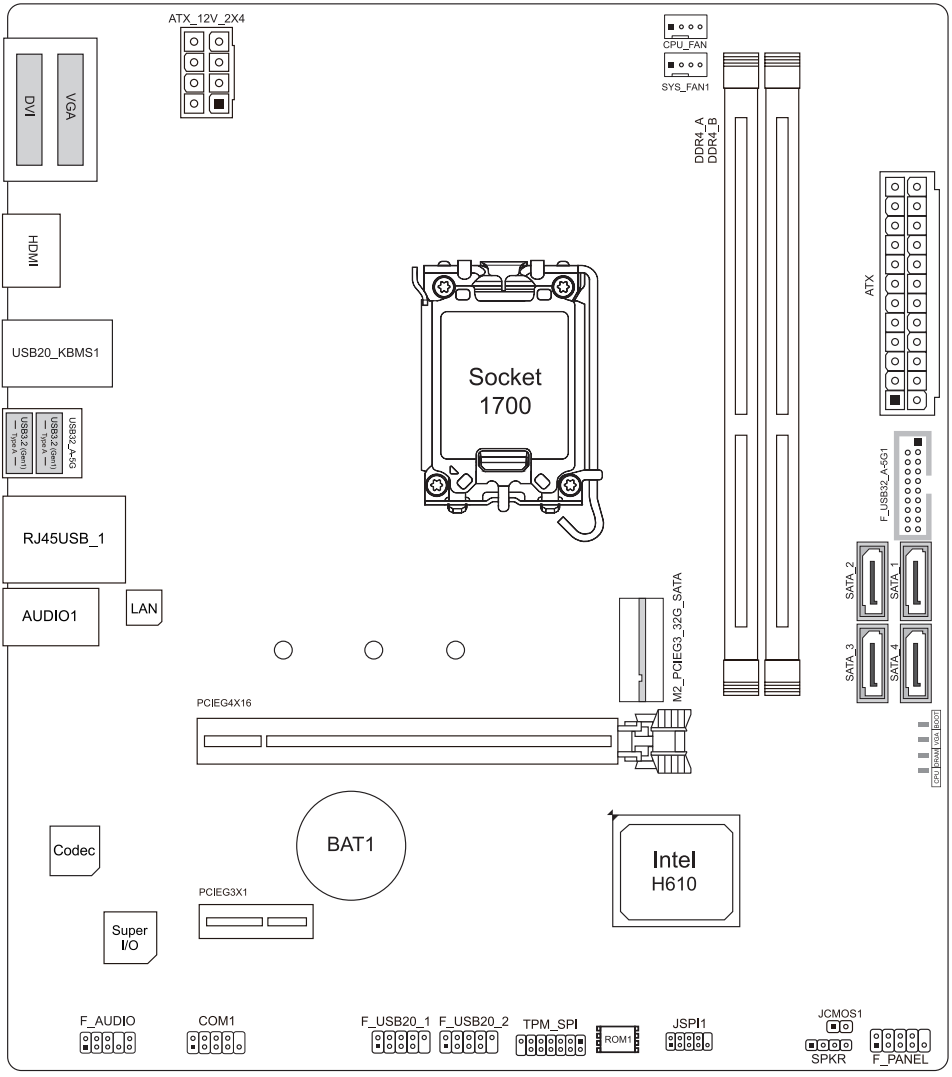 ATX_12V_2X4
CPU_FAN
SYS_FAN1
DVI
VGA
DDR4_A
DDR4_B
HDMI
ATX
USB20_KBMS1
Socket
1700
USB3.2 (Gen1)
— Type A —
USB3.2 (Gen1)
— Type A —
USB32_A-5G
F_USB32_A-5G1
RJ45USB_1
SATA_2
SATA_1
AUDIO1
LAN
M2_PCIEG3_32G_SATA
SATA_3
SATA_4
PCIEG4X16
CPU
DRAM
VGA
BOOT
BAT1
Codec
Intel
H610
PCIEG3X1
Super
I/O
F_AUDIO
COM1
F_USB20_1
F_USB20_2
TPM_SPI
ROM1
JSPI1
JCMOS1
SPKR
F_PANEL